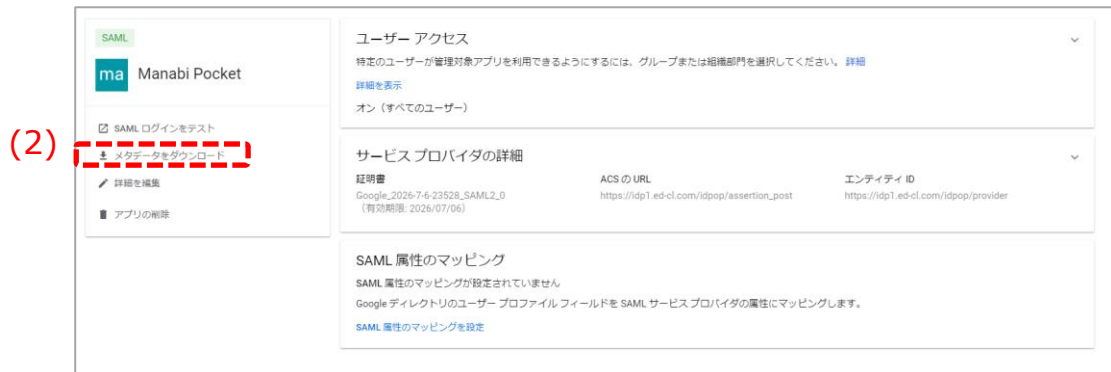 SAML
ma Manabi Pocket
(2)
SAML ログインをテスト
メタデータをダウンロード
詳細を編集
アプリの削除
ユーザー アクセス
特定のユーザーが管理対象アプリを利用できるようにするには、グループまたは組織部門を選択してください。 詳細
詳細を表示
オン（すべてのユーザー）
サービス プロバイダの詳細
証明書
Google_2026-7-6-23528_SAML2_0
（有効期限: 2026/07/06）
ACS の URL
https://idp1.ed-cl.com/idpop/assertion_post
エンティティ ID
https://idp1.ed-cl.com/idpop/provider
SAML 属性のマッピング
SAML 属性のマッピングが設定されていません
Google ディレクトリのユーザー プロファイル フィールドを SAML サービス プロバイダの属性にマッピングします。
SAML 属性のマッピングを設定